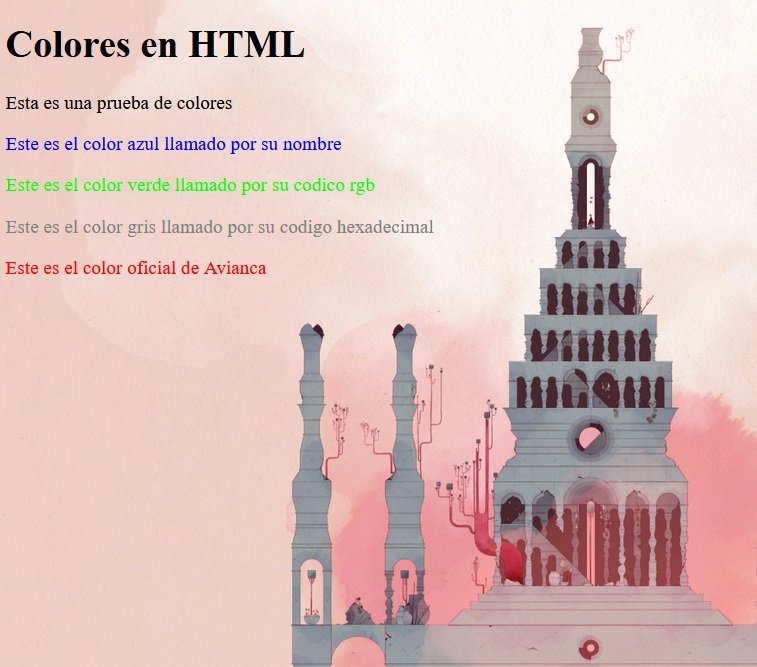 Colores en HTML
Esta es una prueba de colores
Este es el color azul llamado por su nombre
Este es el color verde llamado por su codico rgb
Este es el color gris llamado por su codigo hexadecimal
Este es el color oficial de Avianca